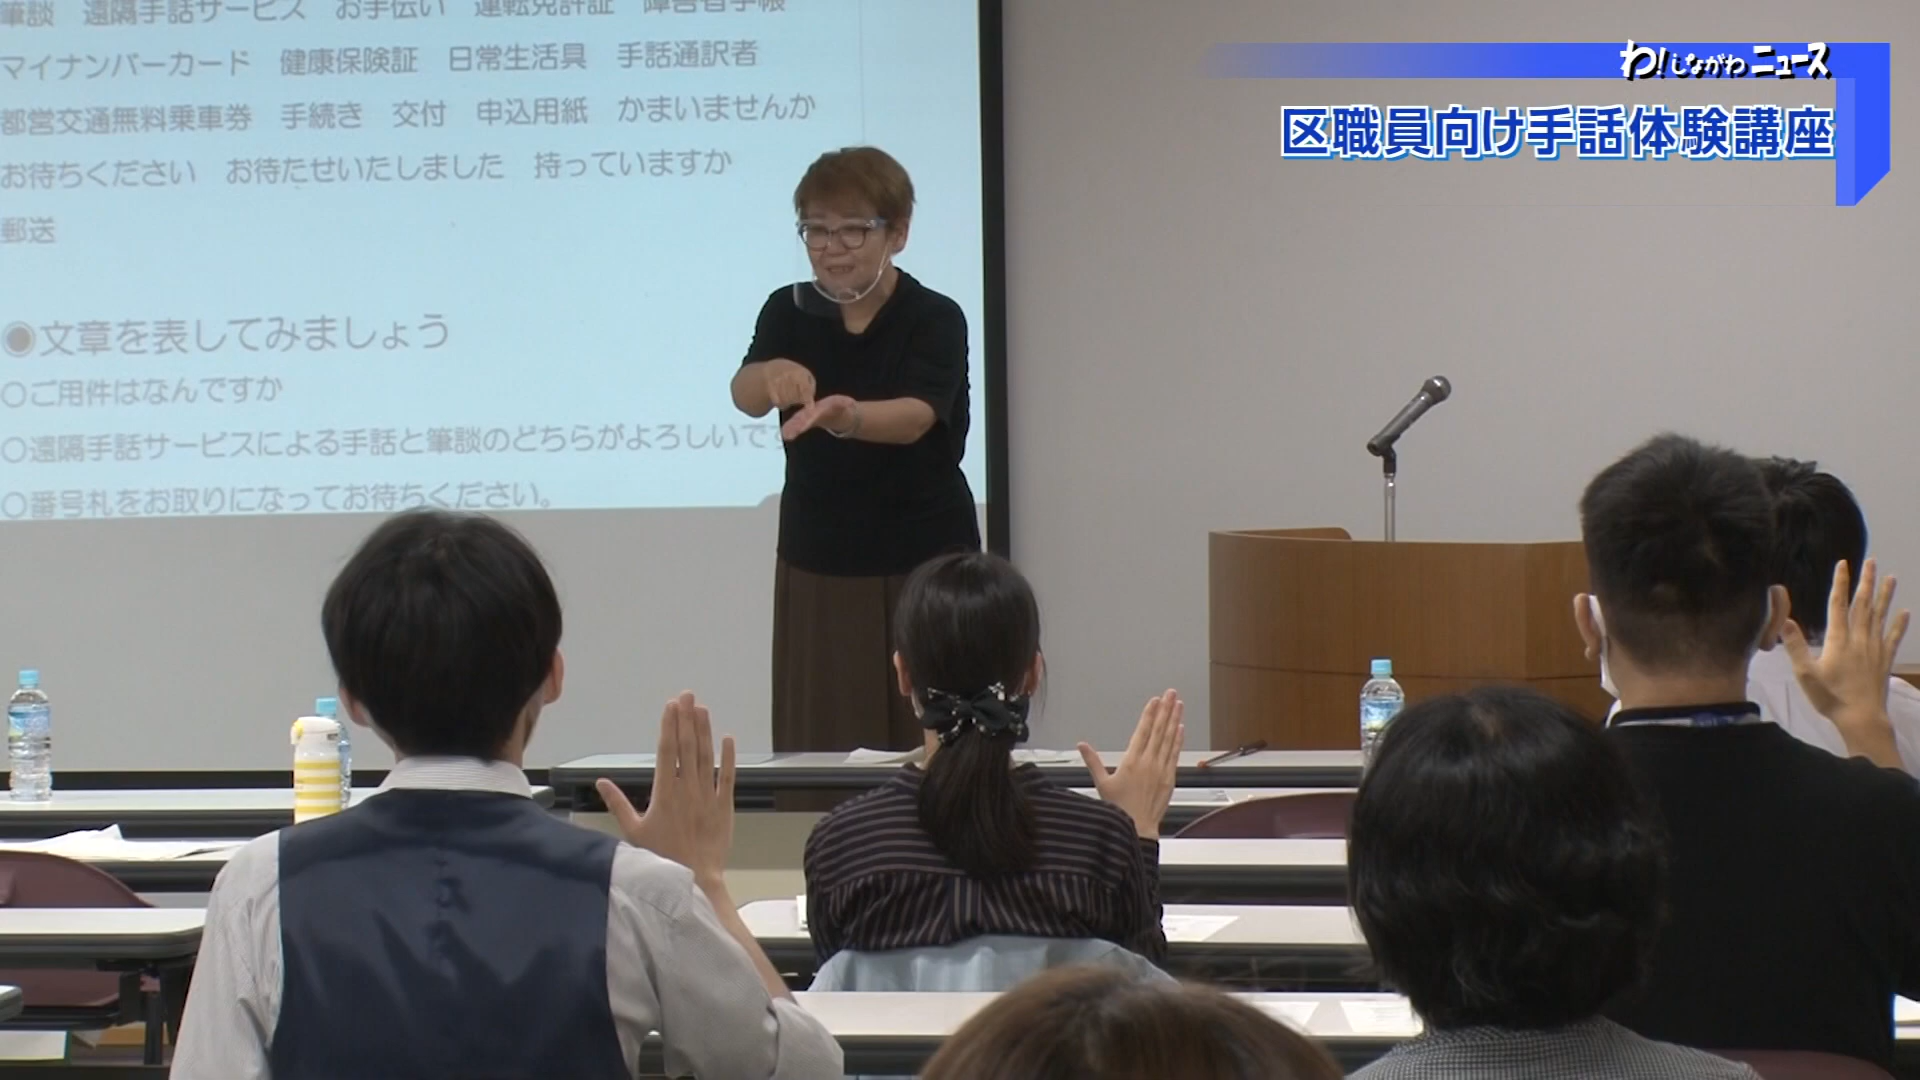 筆談 遠隔手話サービス お手伝い 運転免許証 障害者手帳
マイナンバーカード 健康保険証 日常生活具 手話通訳者
都営交通無料乗車券 手続き 交付 申込用紙 かまいませんか
お待ちください お待たせいたしました 持っていますか
郵送
◉文章を表してみましょう
○ご用件はなんですか
○遠隔手話サービスによる手話と筆談のどちらがよろしいです
○番号札をお取りになってお待ちください。
わ!しながわニュース
区職員向け手話体験講座